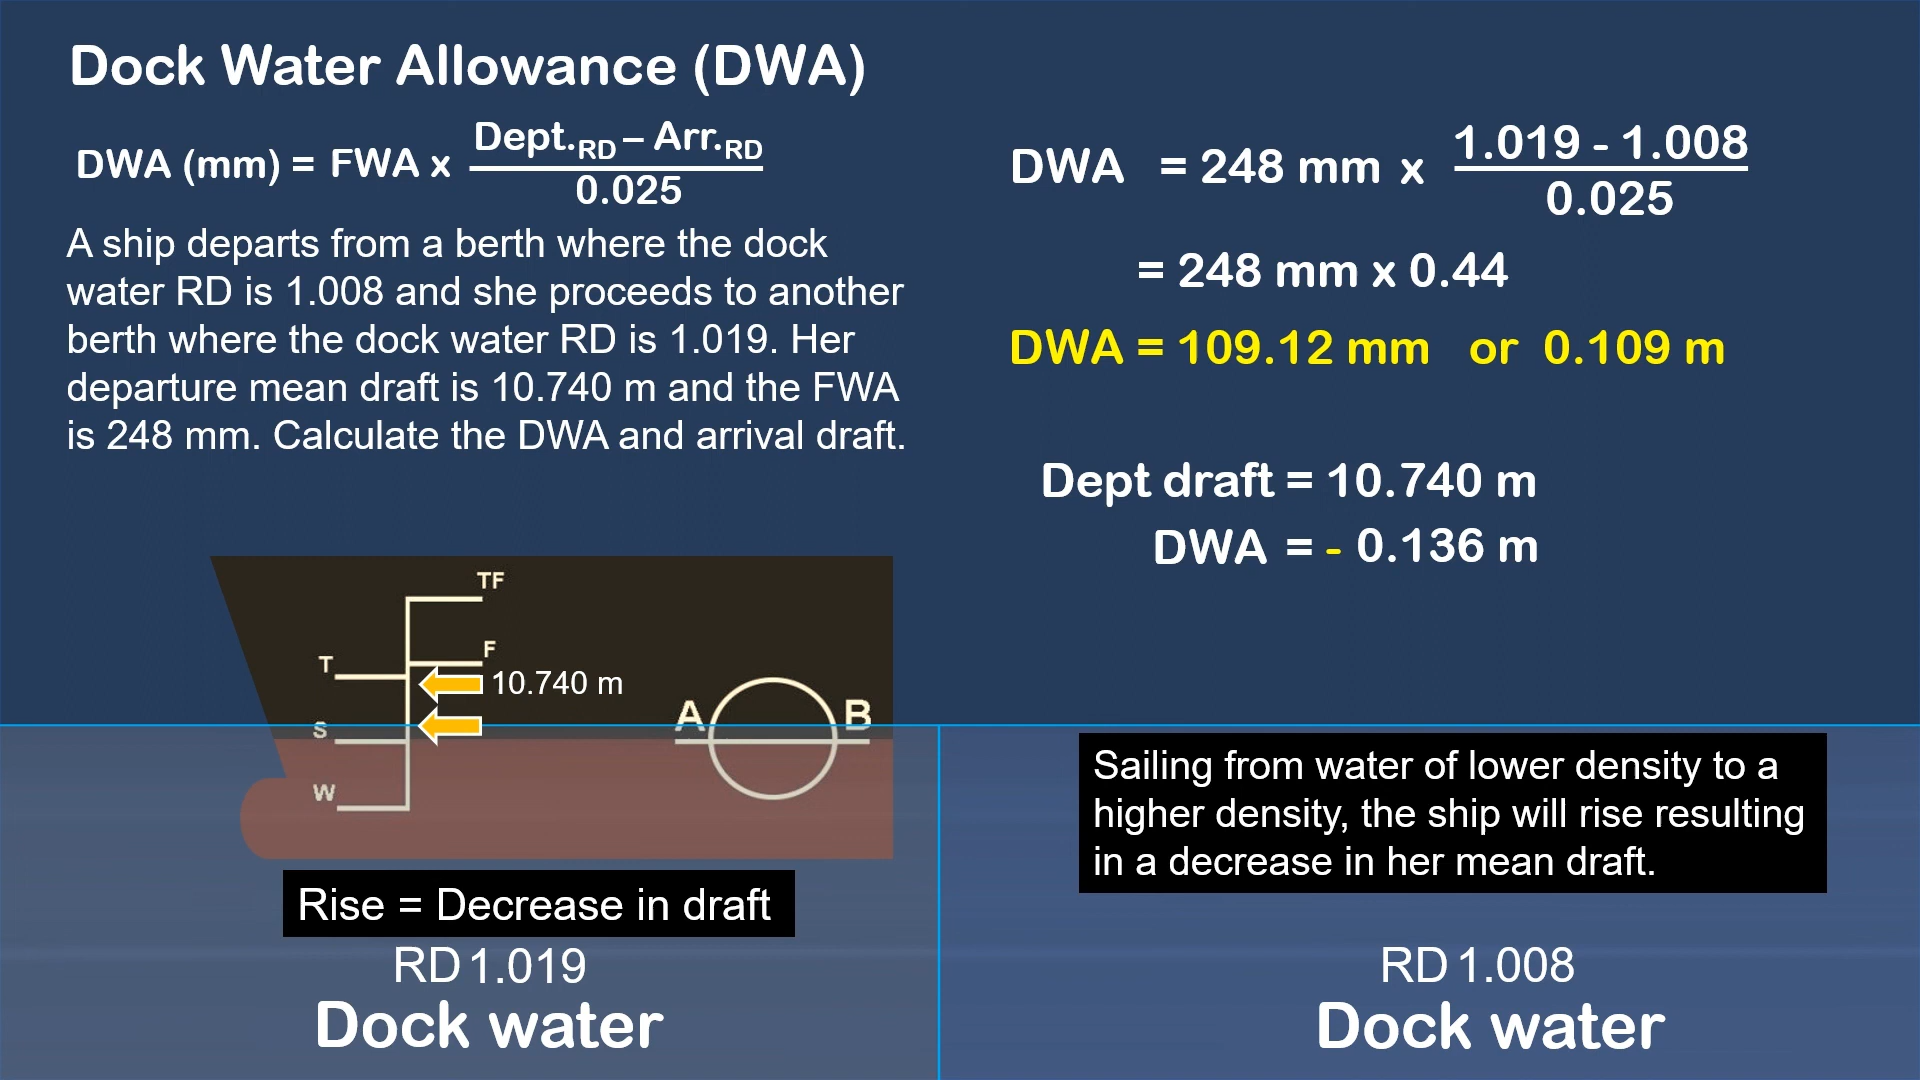 Dock Water Allowance (DWA)
DWA (mm) = FWA x Dept.RD – Arr.RD
0.025
A ship departs from a berth where the dock
water RD is 1.008 and she proceeds to another
berth where the dock water RD is 1.019. Her
departure mean draft is 10.740 m and the FWA
is 248 mm. Calculate the DWA and arrival draft.
DWA = 248 mm x 1.019 - 1.008
0.025
= 248 mm x 0.44
DWA = 109.12 mm or 0.109 m
Dept draft = 10.740 m
DWA = - 0.136 m
TF
F
T
10.740 m
S
W
A B
Rise = Decrease in draft
RD 1.019
Dock water
Sailing from water of lower density to a
higher density, the ship will rise resulting
in a decrease in her mean draft.
RD 1.008
Dock water